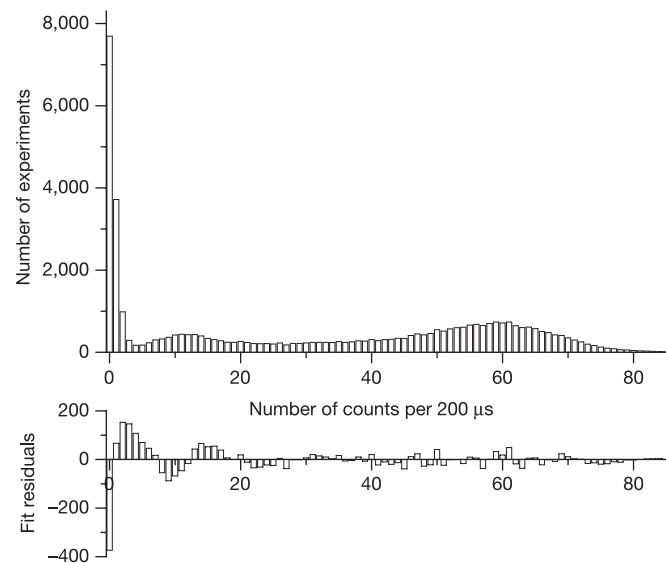 8,000
6,000
4,000
2,000
0
Number of experiments
0 20 40 60 80
Number of counts per 200 μs
200
0
−200
−400
Fit residuals
0 20 40 60 80